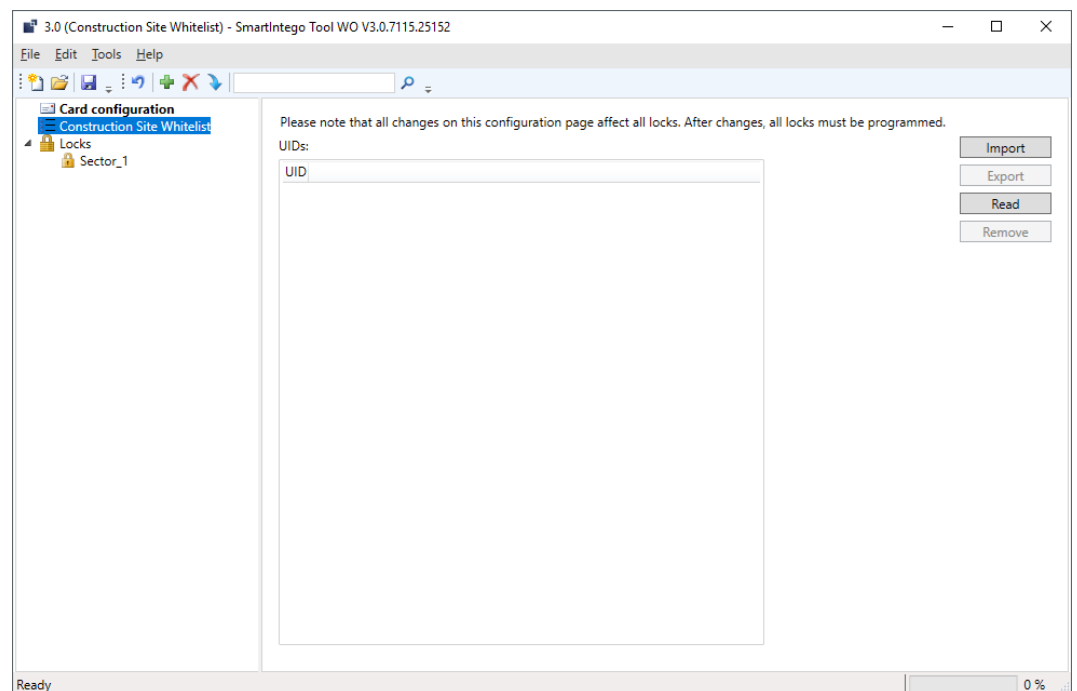 3.0 (Construction Site Whitelist) - SmartIntego Tool WO V3.0.7115.25152
File Edit Tools Help
Card configuration
Construction Site Whitelist
Locks
Sector_1
Please note that all changes on this configuration page affect all locks. After changes, all locks must be programmed.
UIDs:
UID
Import
Export
Read
Remove
Ready
0 %